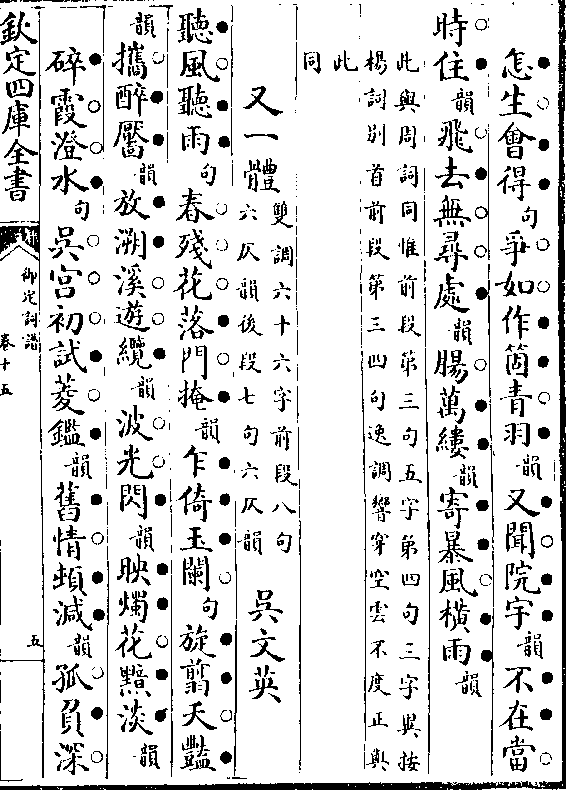 怎生會得句爭如作箇青羽韻又聞院宇韻不在當
時住韻飛去無尋處韻腸萬縷韻寄暴風橫雨韻
此與周詞同惟前段第三句五字第四句三字與按
楊詞别首前段第三四句逸調響穿空雲不度正與
此
同
又一體雙調六十六字前段八句
六仄韻後段七句六仄韻
吳文英
聽風聽雨句春殘花落門掩韻乍倚玉闌句旋翦夭豔
韻攜醉靨韻放溯溪遊纜韻波光閃韻映燭花黯淡韻
碎霞澄水句吳宫初試菱鑑韻舊情頓減韻孤負深
欽定四庫全書
御定詞譜
卷十五
五